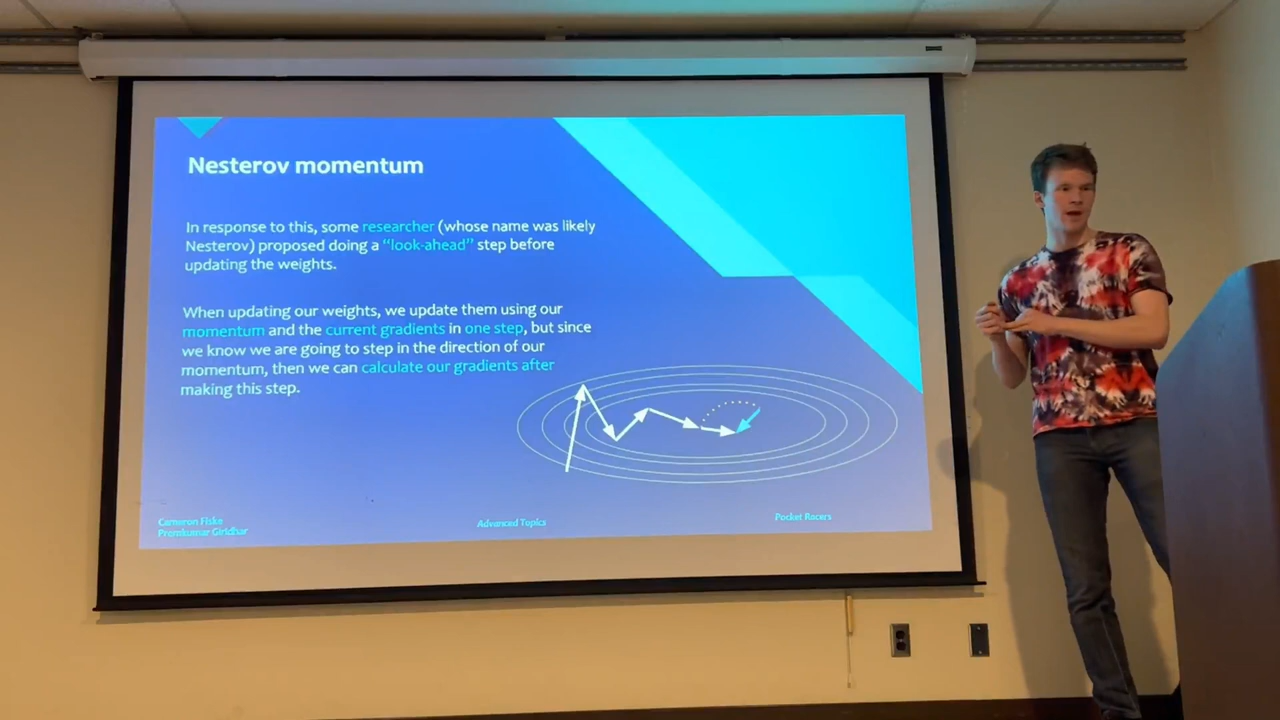 Nesterov momentum
In response to this, some researcher (whose name was likely
Nesterov) proposed doing a “look-ahead” step before
updating the weights.
When updating our weights, we update them using our
momentum and the current gradients in one step, but since
we know we are going to step in the direction of our
momentum, then we can calculate our gradients after
making this step.
Cameron Fiske
Premkumar Giridhar
Advanced Topics
Pocket Racers